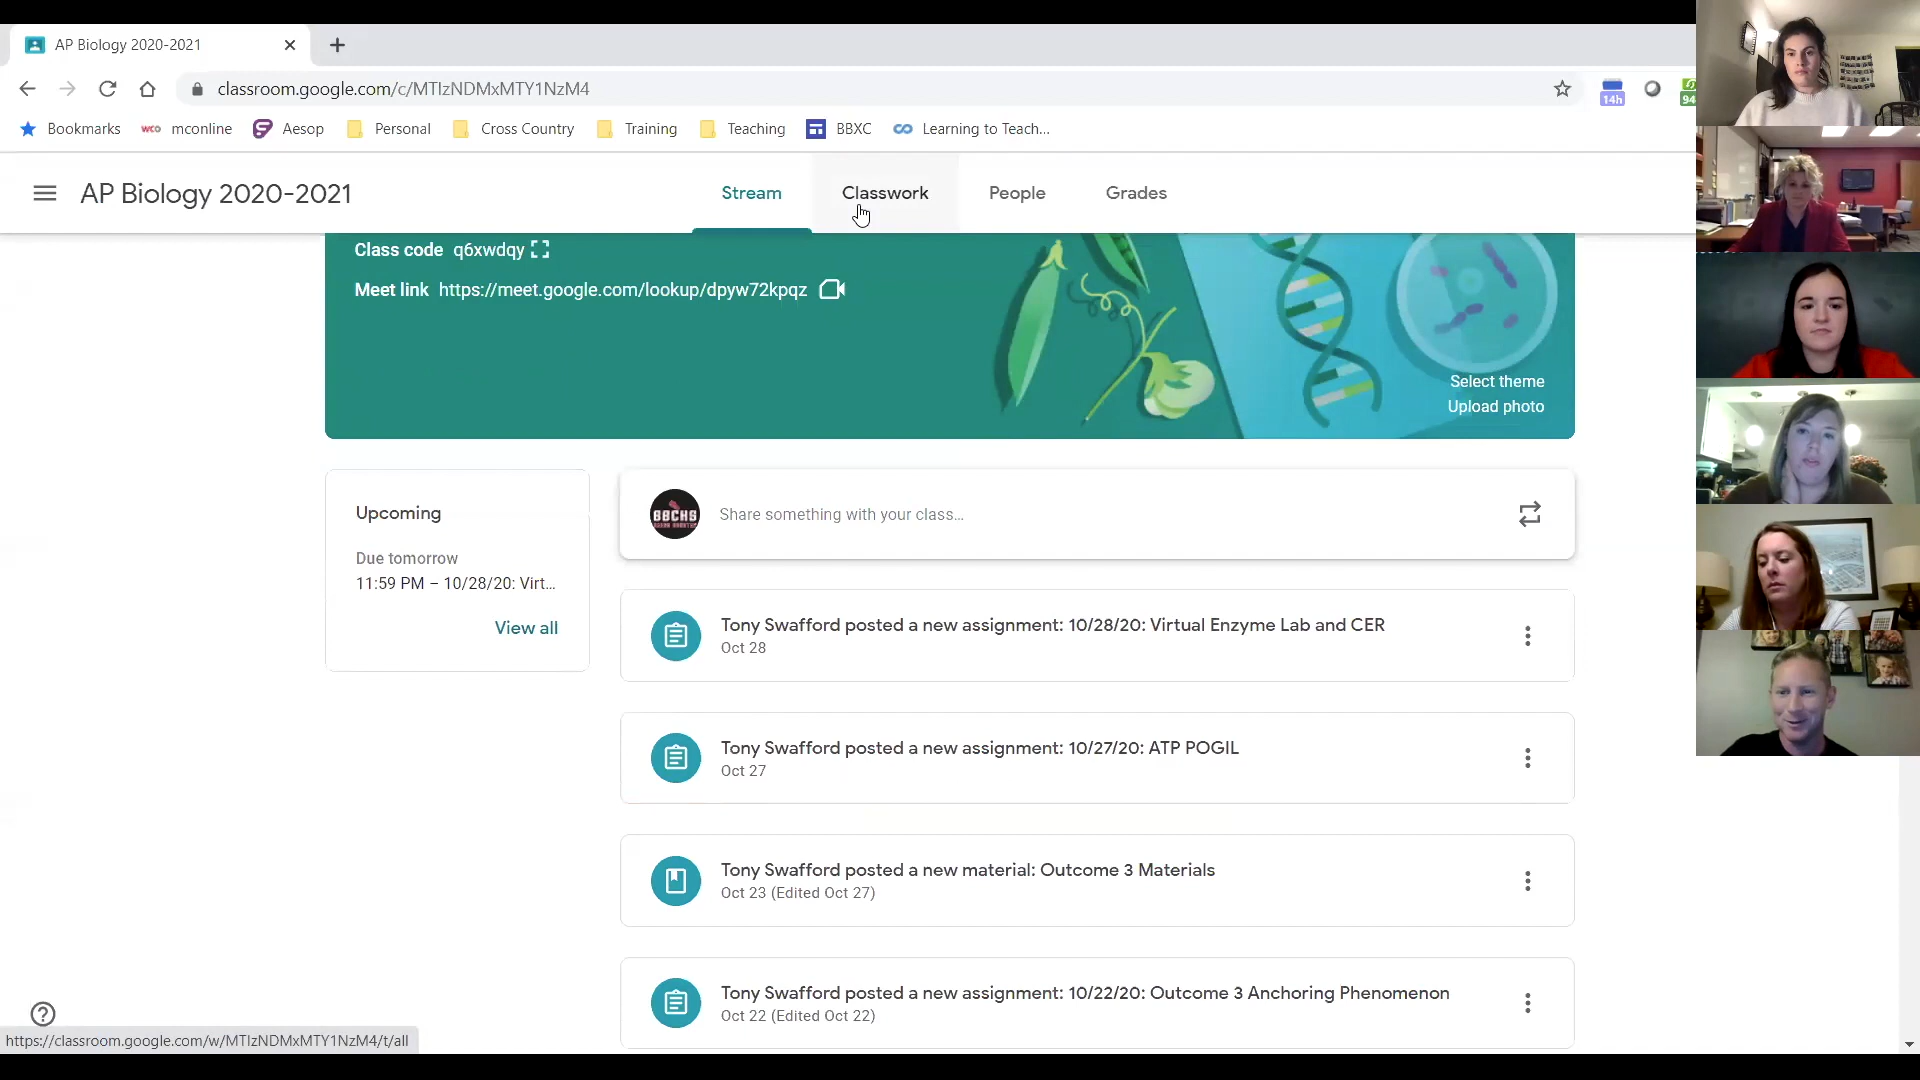 AP Biology 2020-2021
classroom.google.com/c/MTIzNDMxMTY1NzM4
14h
94
Bookmarks
mconline
Aesop
Personal
Cross Country
Training
Teaching
BBXC
Learning to Teach...
AP Biology 2020-2021
Stream
Classwork
People
Grades
Class code q6xwdqy
Meet link https://meet.google.com/lookup/dpyw72kpqz
Select theme
Upload photo
Upcoming
Due tomorrow
11:59 PM – 10/28/20: Virt...
View all
BBCHS
Share something with your class...
Tony Swafford posted a new assignment: 10/28/20: Virtual Enzyme Lab and CER
Oct 28
Tony Swafford posted a new assignment: 10/27/20: ATP POGIL
Oct 27
Tony Swafford posted a new material: Outcome 3 Materials
Oct 23 (Edited Oct 27)
Tony Swafford posted a new assignment: 10/22/20: Outcome 3 Anchoring Phenomenon
Oct 22 (Edited Oct 22)
https://classroom.google.com/w/MTIzNDMxMTY1NzM4/t/all